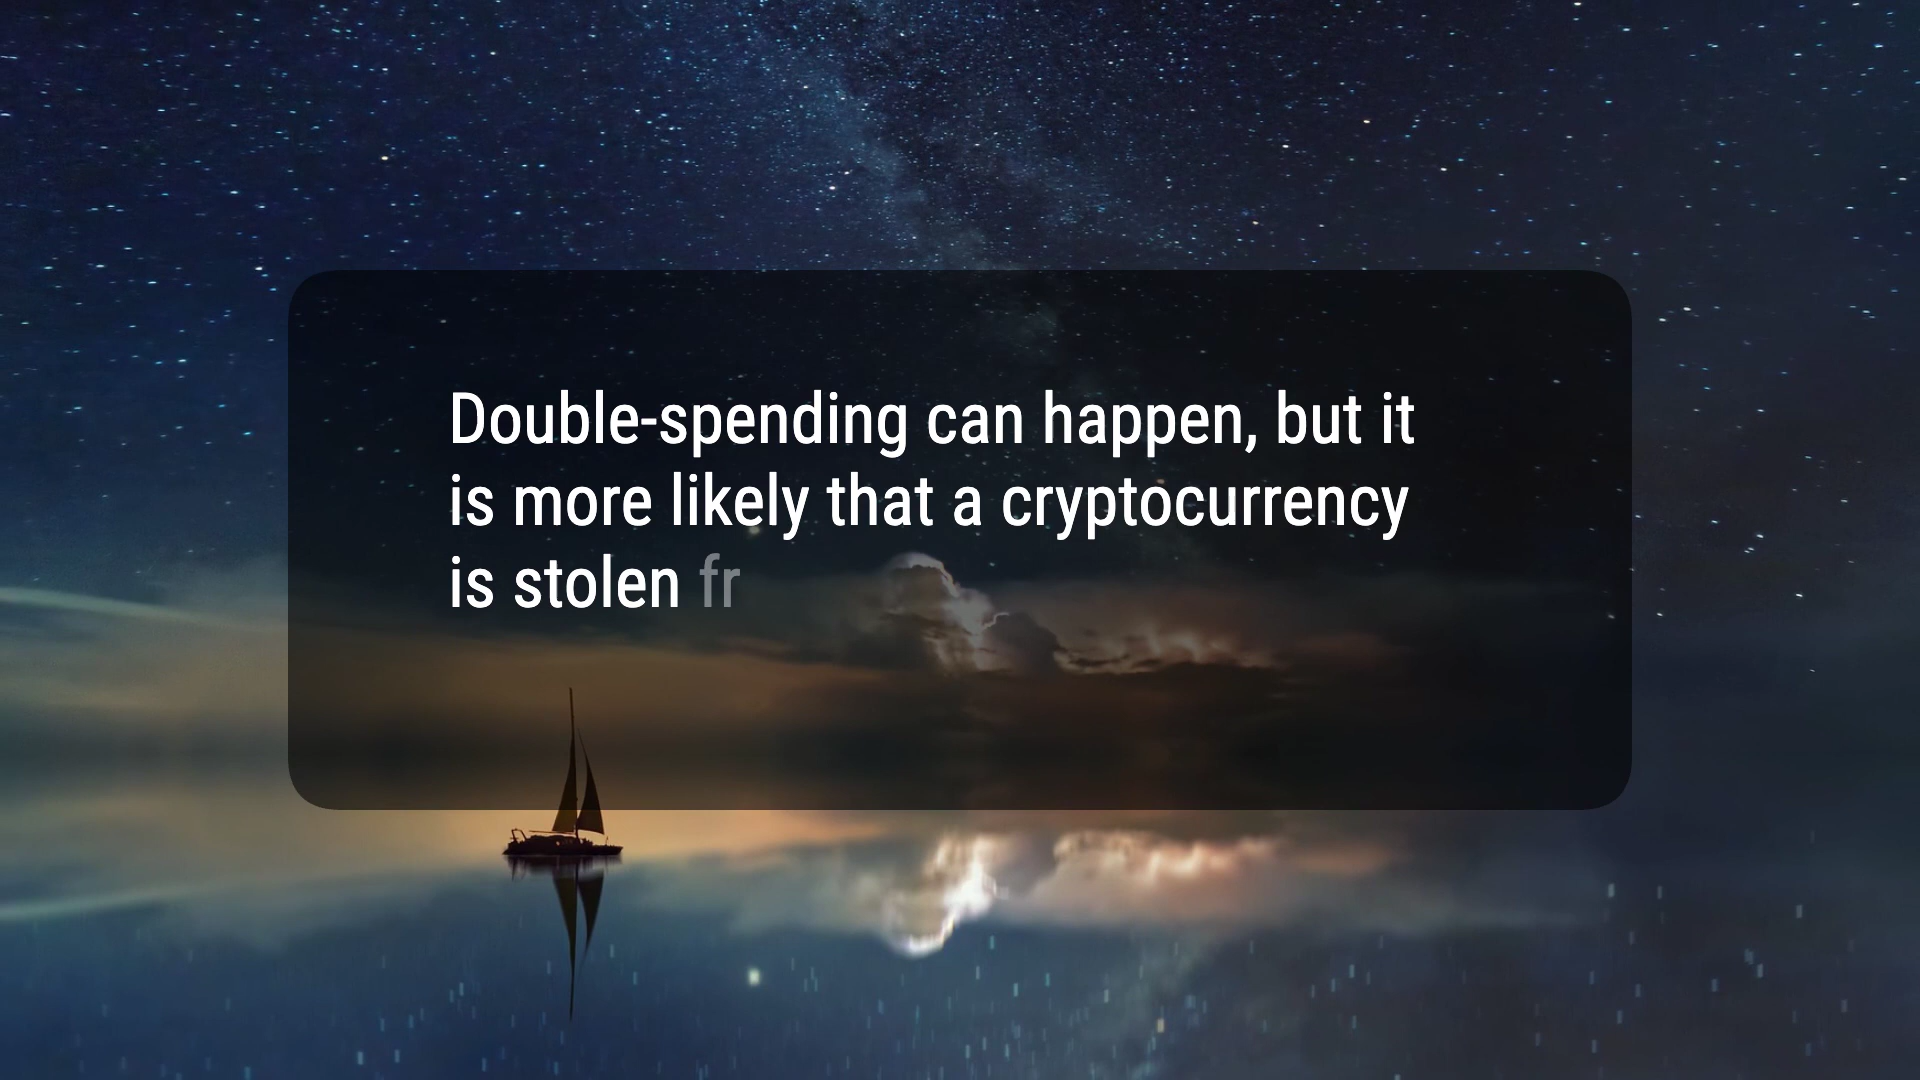 Double-spending can happen, but it
is more likely that a cryptocurrency
is stolen fr